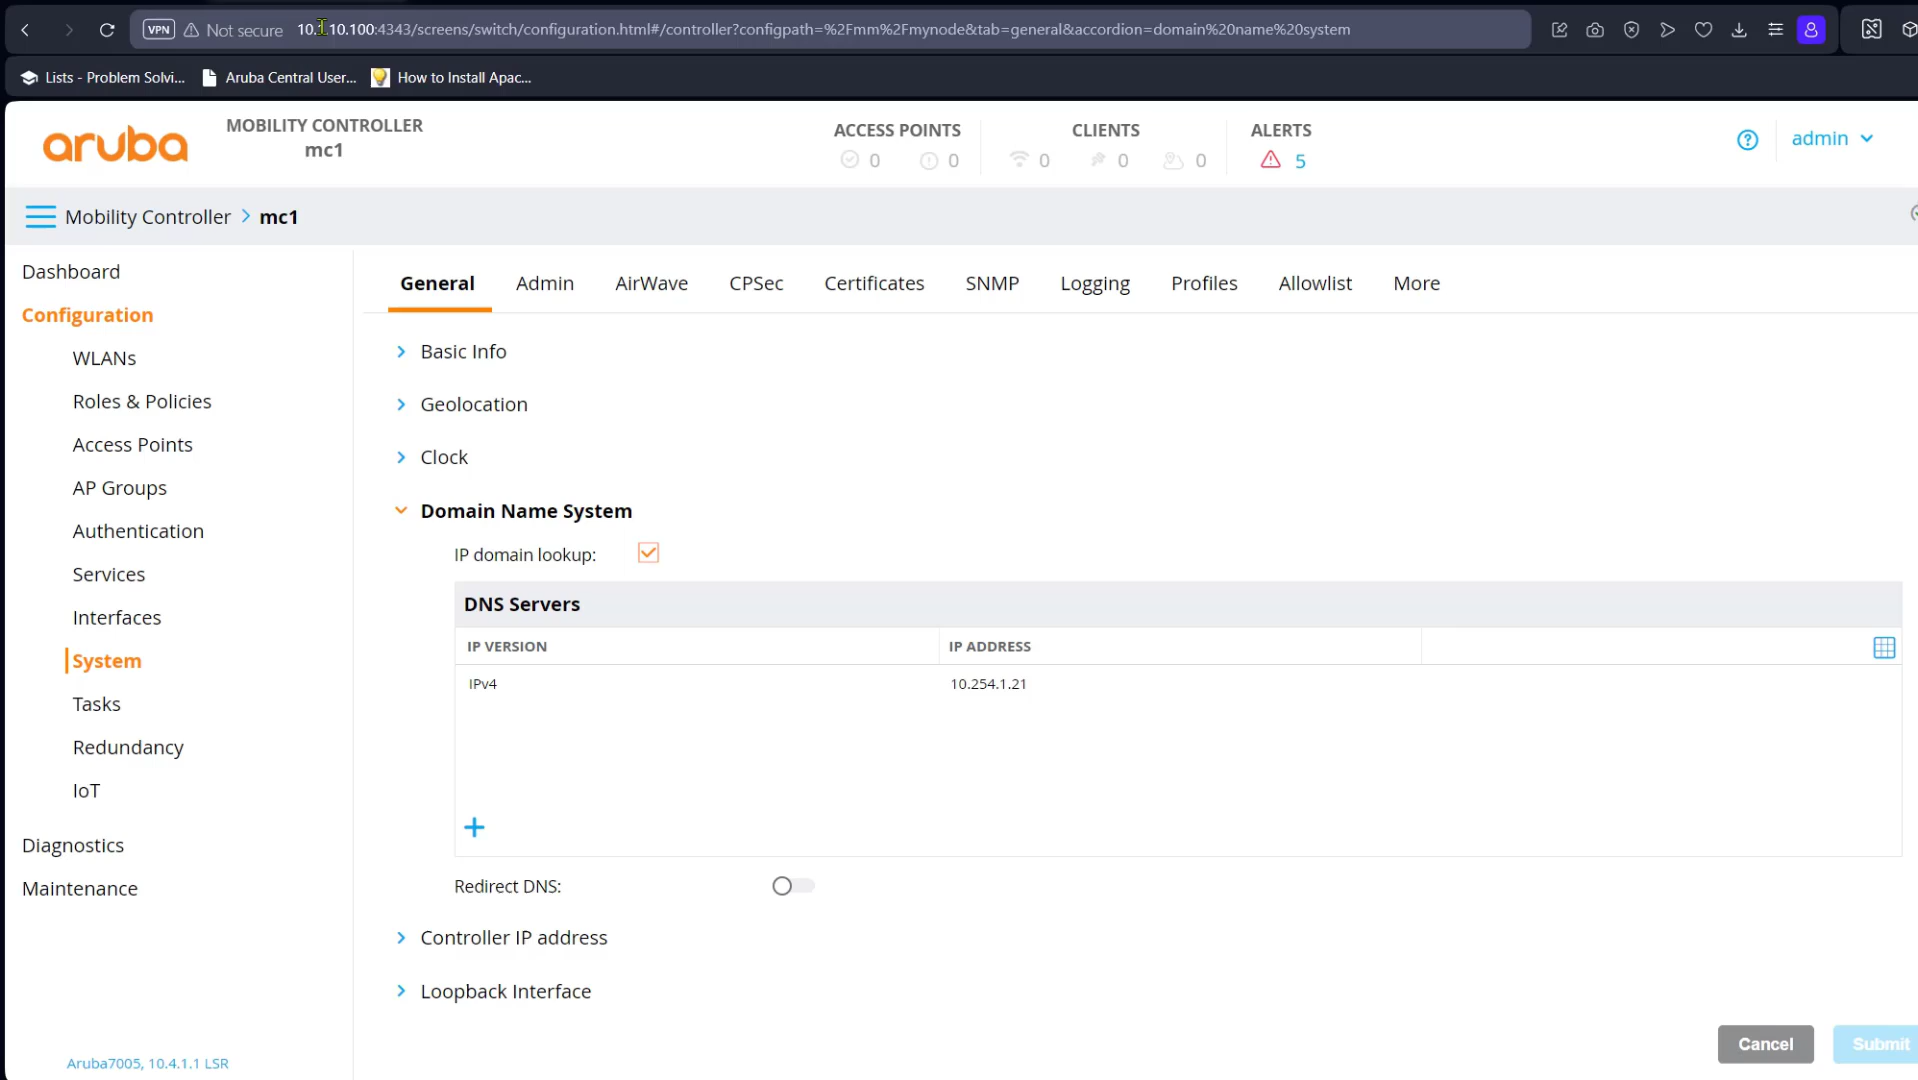 VPN Not secure 10.1.10.100:4343/screens/switch/configuration.html#/controller?configpath=%2Fmm%2Fmynode&tab=general&accordion=domain%20name%20system
Lists - Problem Solvi... Aruba Central User... How to Install Apac...
aruba
MOBILITY CONTROLLER
mc1
ACCESS POINTS
0 0
CLIENTS
0 0 0
ALERTS
5
admin
Mobility Controller > mc1
Dashboard
Configuration
WLANs
Roles & Policies
Access Points
AP Groups
Authentication
Services
Interfaces
System
Tasks
Redundancy
IoT
Diagnostics
Maintenance
Aruba7005, 10.4.1.1 LSR
General Admin AirWave CPSec Certificates SNMP Logging Profiles Allowlist More
Basic Info
Geolocation
Clock
Domain Name System
IP domain lookup:
DNS Servers
IP VERSION IP ADDRESS
IPv4 10.254.1.21
Redirect DNS:
Controller IP address
Loopback Interface
Cancel Submit